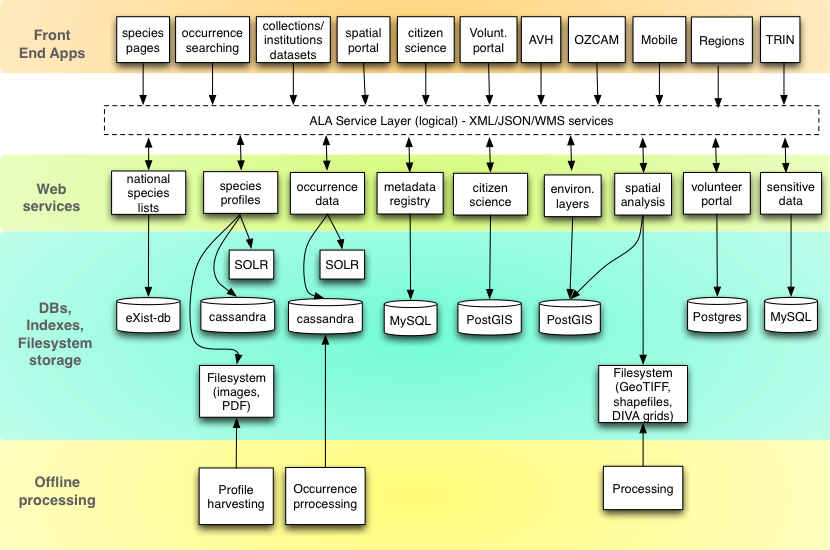 Front
End Apps
species
pages
occurrence
searching
collections/
institutions
datasets
spatial
portal
citizen
science
Volunt.
portal
AVH
OZCAM
Mobile
Regions
TRIN
ALA Service Layer (logical) - XML/JSON/WMS services
Web
services
national
species
lists
species
profiles
occurrence
data
metadata
registry
citizen
science
environ.
layers
spatial
analysis
volunteer
portal
sensitive
data
DBs,
Indexes,
Filesystem
storage
SOLR
SOLR
eXist-db
cassandra
cassandra
MySQL
PostGIS
PostGIS
Postgres
MySQL
Filesystem
(images,
PDF)
Filesystem
(GeoTIFF,
shapefiles,
DIVA grids)
Offline
processing
Profile
harvesting
Occurrence
prrocessing
Processing